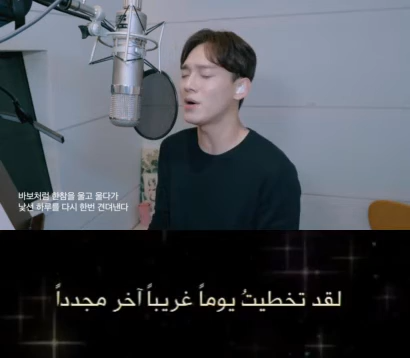 바보처럼 한참을 울고 울다가
낯선 하루를 다시 한번 견뎌낸다
لقد تخطيتُ يوماً غريباً آخر مجدداً